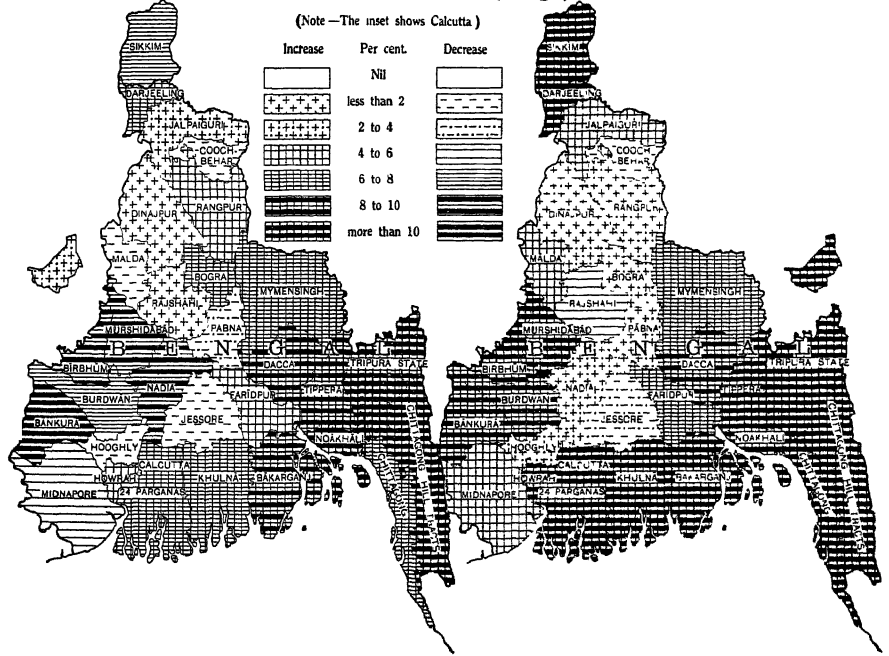 (Note —The inset shows Calcutta )
Increase Per cent. Decrease
Nil
less than 2
2 to 4
4 to 6
6 to 8
8 to 10
more than 10
SIKKIM
DARJEELING
JALPAIGURI
COOCH-
BEHAR
RANGPUR
DINAJPUR
MALDA
BOGRA
RAJSHAHI
MYMENSINGH
PABNA
MURSHIDABAD
BENGAL
BIRBHUM
DACCA
TRIPURA STATE
NADIA
BURDWAN
TIPPERA
FARIDPUR
BANKURA
JESSORE
NOAKHALI
HOOGHLY
CALCUTTA
HOWRAH
KHULNA
BAKARGANJ
MIDNAPORE
24 PARGANAS
CHITTAGONG
CHITTAGONG HILL TRACTS
SIKKIM
DARJEELING
JALPAIGURI
COOCH
BEHAR
RANGPUR
DINAJPUR
MALDA
BOGRA
RAJSHAHI
MYMENSINGH
PABNA
MURSHIDABAD
BENGAL
BIRBHUM
DACCA
TRIPURA STATE
NADIA
BURDWAN
TIPPERA
FARIDPUR
BANKURA
JESSORE
NOAKHALI
HOOGHLY
CALCUTTA
HOWRAH
KHULNA
BAKARGANJ
MIDNAPORE
24 PARGANAS
CHITTAGONG
CHITTAGONG HILL TRACTS